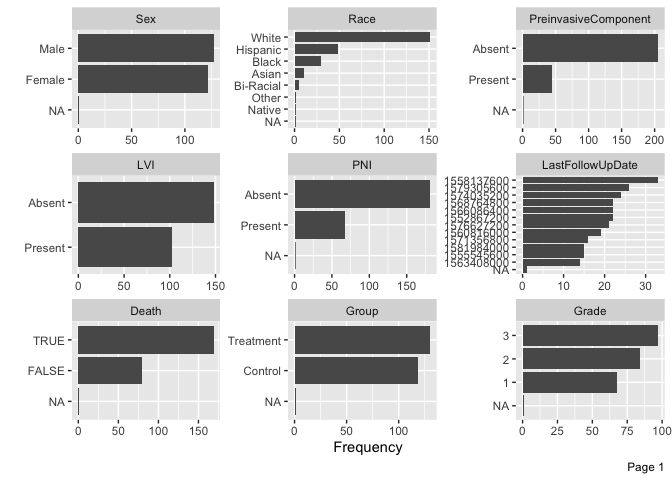 Sex
Male
Female
NA
0 50 100
Race
White
Hispanic
Black
Asian
Bi-Racial
Other
Native
NA
0 50 100 150
PreinvasiveComponent
Absent
Present
NA
0 50 100 150 200
LVI
Absent
Present
0 50 100 150
PNI
Absent
Present
NA
0 50 100 150
LastFollowUpDate
1558137600
1579305600
1574035200
1568764800
1566086400
1552867200
1576627200
1560816000
1571356800
1581984000
1555545600
1563408000
NA
0 10 20 30
Death
TRUE
FALSE
NA
0 50 100 150
Group
Treatment
Control
NA
0 50 100
Grade
3
2
1
NA
0 25 50 75 100
Frequency
Page 1